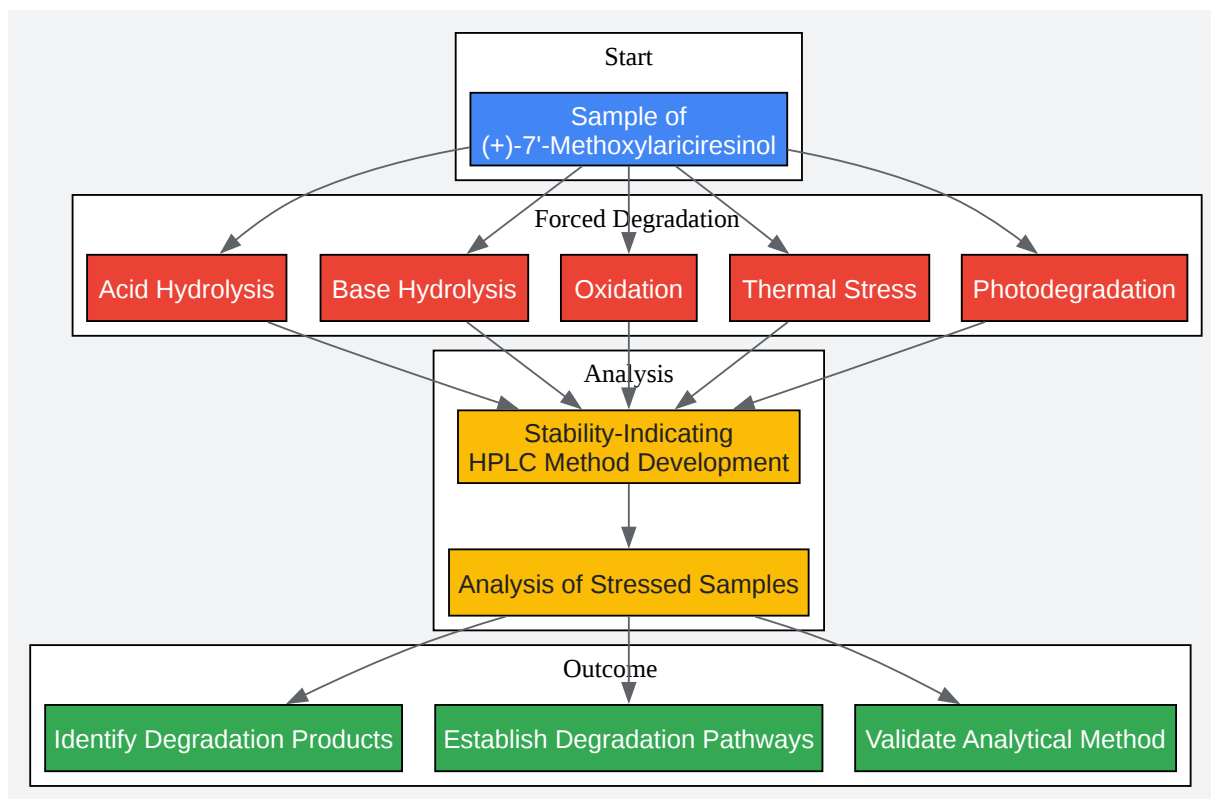 Start
Sample of
(+)-7'-Methoxylariciresinol
Forced Degradation
Acid Hydrolysis
Base Hydrolysis
Oxidation
Thermal Stress
Photodegradation
Analysis
Stability-Indicating
HPLC Method Development
Analysis of Stressed Samples
Outcome
Identify Degradation Products
Establish Degradation Pathways
Validate Analytical Method